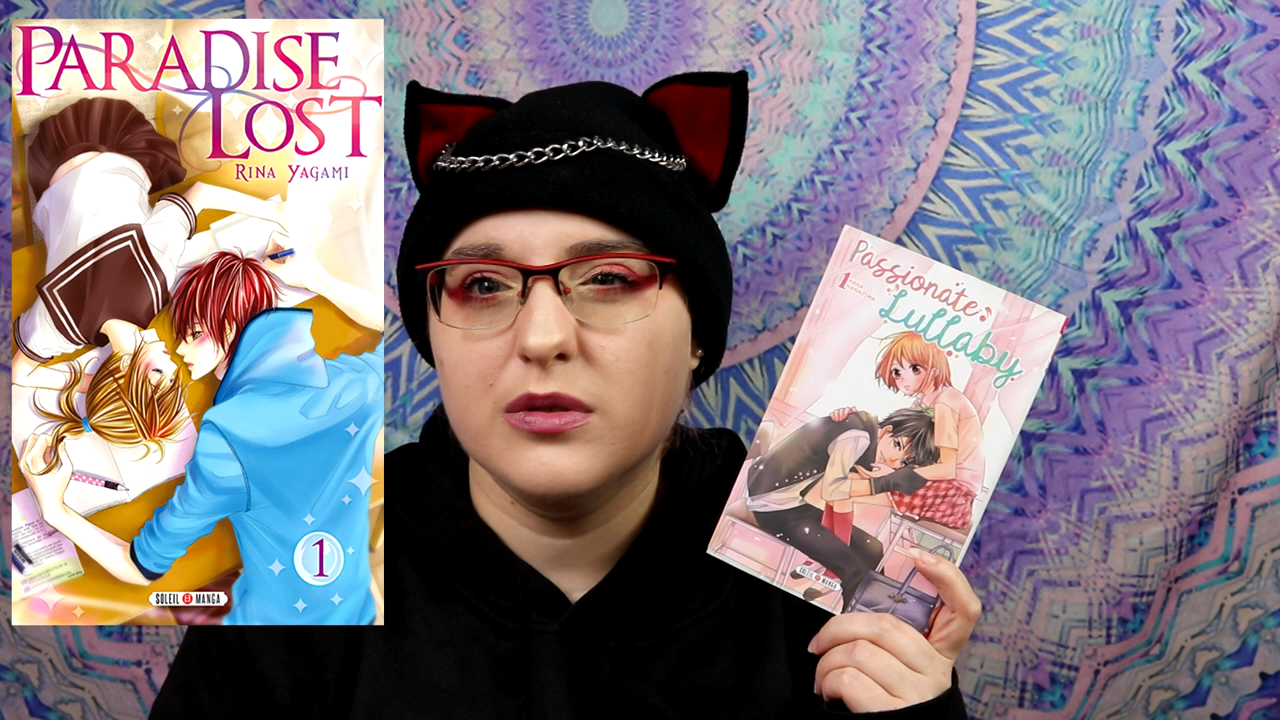 PARADISE
LOST
RINA YAGAMI
1
SOLEIL MANGA
Passionate
Lullaby
1
SOLEIL MANGA